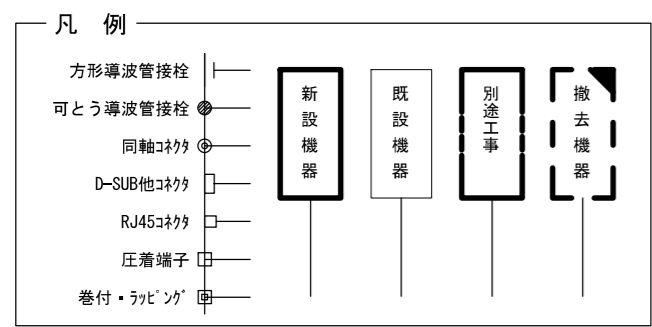 凡 例
方形導波管接栓
可とう導波管接栓
同軸ｺﾈｸﾀ
D-SUB他ｺﾈｸﾀ
RJ45ｺﾈｸﾀ
圧着端子
巻付・ﾗｯﾋﾟﾝｸﾞ
新設機器
既設機器
別途工事
撤去機器